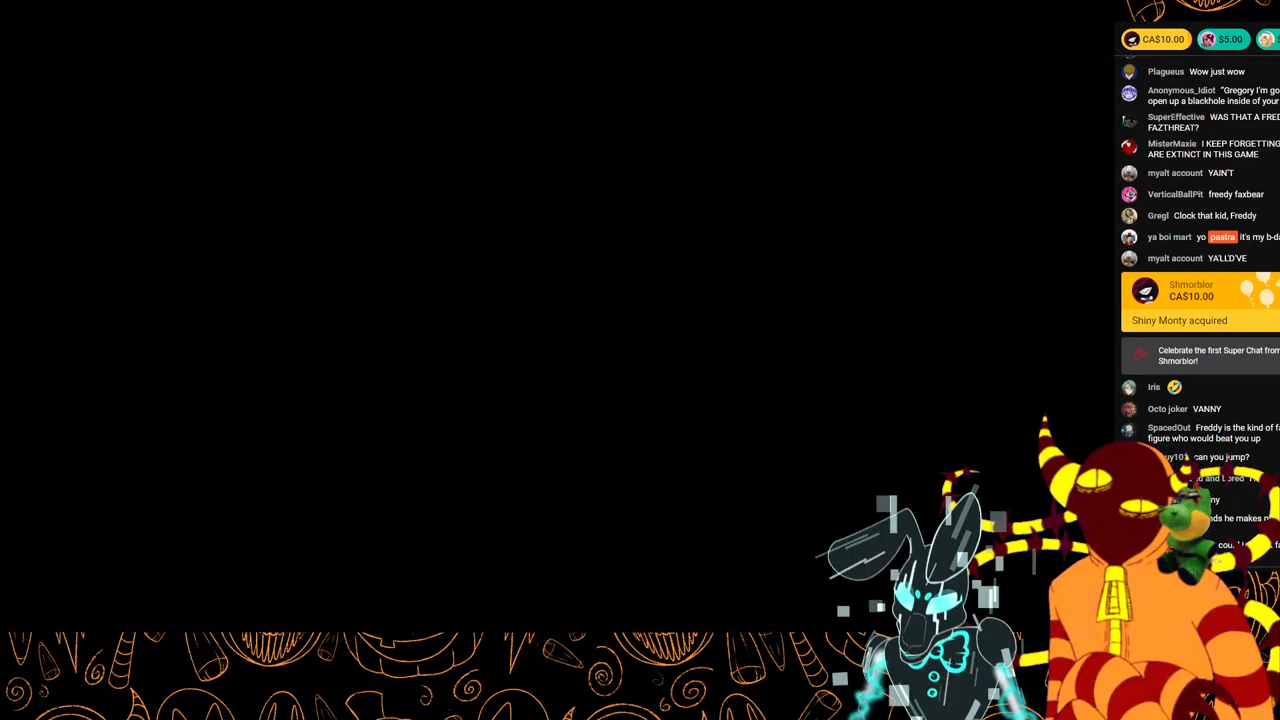 CA$10.00 $5.00
Plagueus Wow just wow
Anonymous_Idiot “Gregory I'm go
open up a blackhole inside of your
SuperEffective WAS THAT A FRED
FAZTHREAT?
MisterMaxie I KEEP FORGETTING
ARE EXTINCT IN THIS GAME
myalt account YAIN'T
VerticalBallPit freedy faxbear
Gregl Clock that kid, Freddy
ya boi mart yo pastra it's my b-da
myalt account YA'LL'D'VE
Shmorblor
CA$10.00
Shiny Monty acquired
Celebrate the first Super Chat from
Shmorblor!
Iris
Octo joker VANNY
SpacedOut Freddy is the kind of fa
figure who would beat you up
can you jump?
he makes